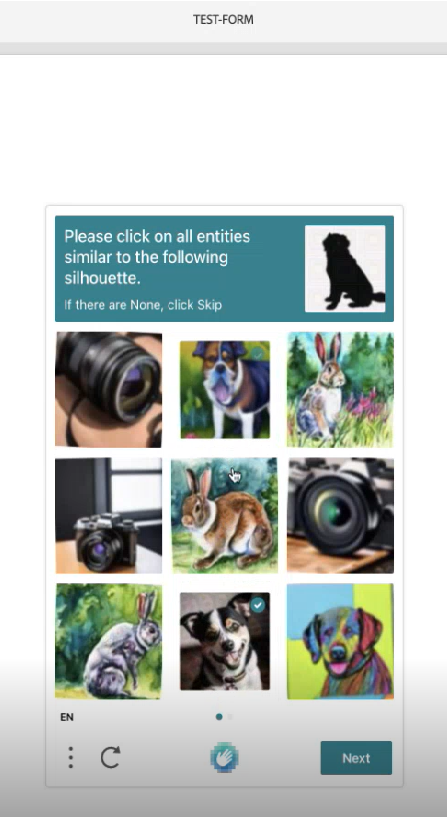 TEST-FORM
Please click on all entities
similar to the following
silhouette.
If there are None, click Skip
EN
Next